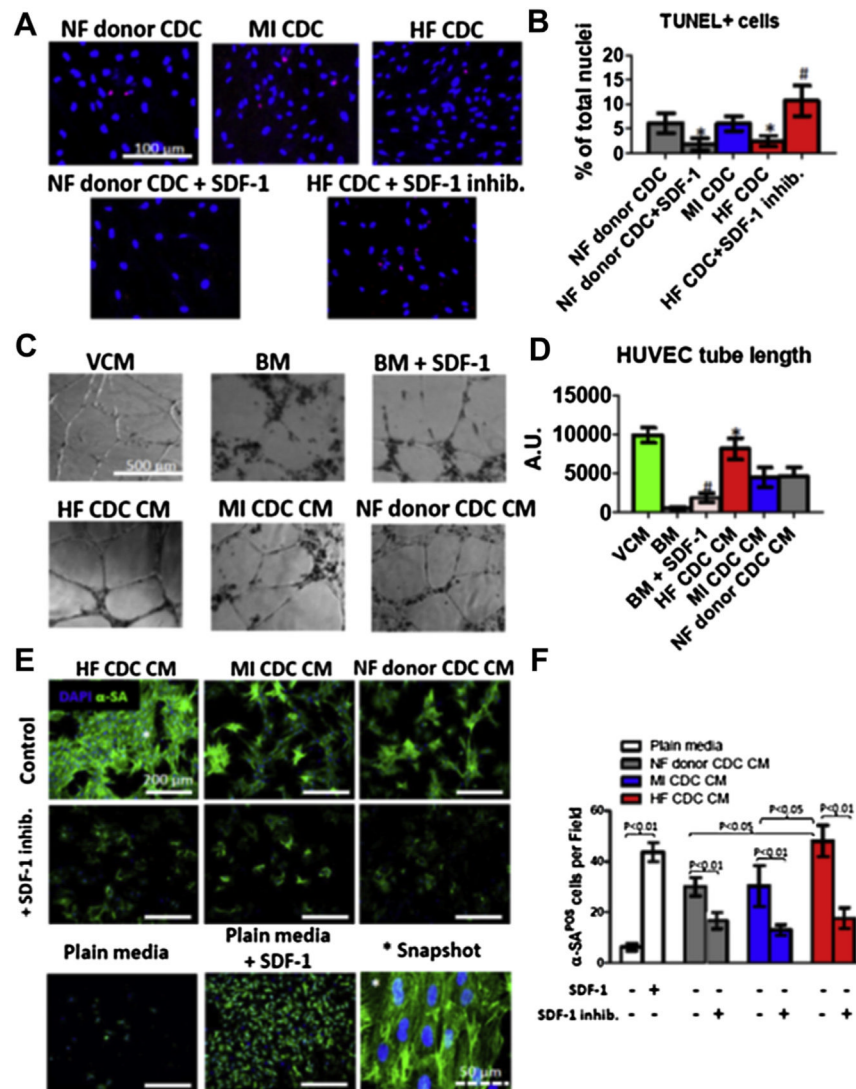 A
NF donor CDC
MI CDC
HF CDC
100 µm
NF donor CDC + SDF-1
HF CDC + SDF-1 inhib.
B
TUNEL+ cells
% of total nuclei
20
15
10
5
0
#
*
*
NF donor CDC
NF donor CDC+SDF-1
MI CDC
HF CDC
HF CDC+SDF-1 inhib.
C
VCM
BM
BM + SDF-1
500 µm
HF CDC CM
MI CDC CM
NF donor CDC CM
D
HUVEC tube length
A.U.
15000
10000
5000
0
*
#
VCM
BM
BM + SDF-1
HF CDC CM
MI CDC CM
NF donor CDC CM
E
HF CDC CM
MI CDC CM
NF donor CDC CM
Control
DAPI α-SA
*
200 µm
+SDF-1 inhib.
Plain media
Plain media
+ SDF-1
* Snapshot
*
50 µm
F
Plain media
NF donor CDC CM
MI CDC CM
HF CDC CM
α-SAPOS cells per Field
60
40
20
0
P<0.01
P<0.05
P<0.01
P<0.05
P<0.01
P<0.01
SDF-1 - + - - - - - -
SDF-1 inhib. - - - + - + - +